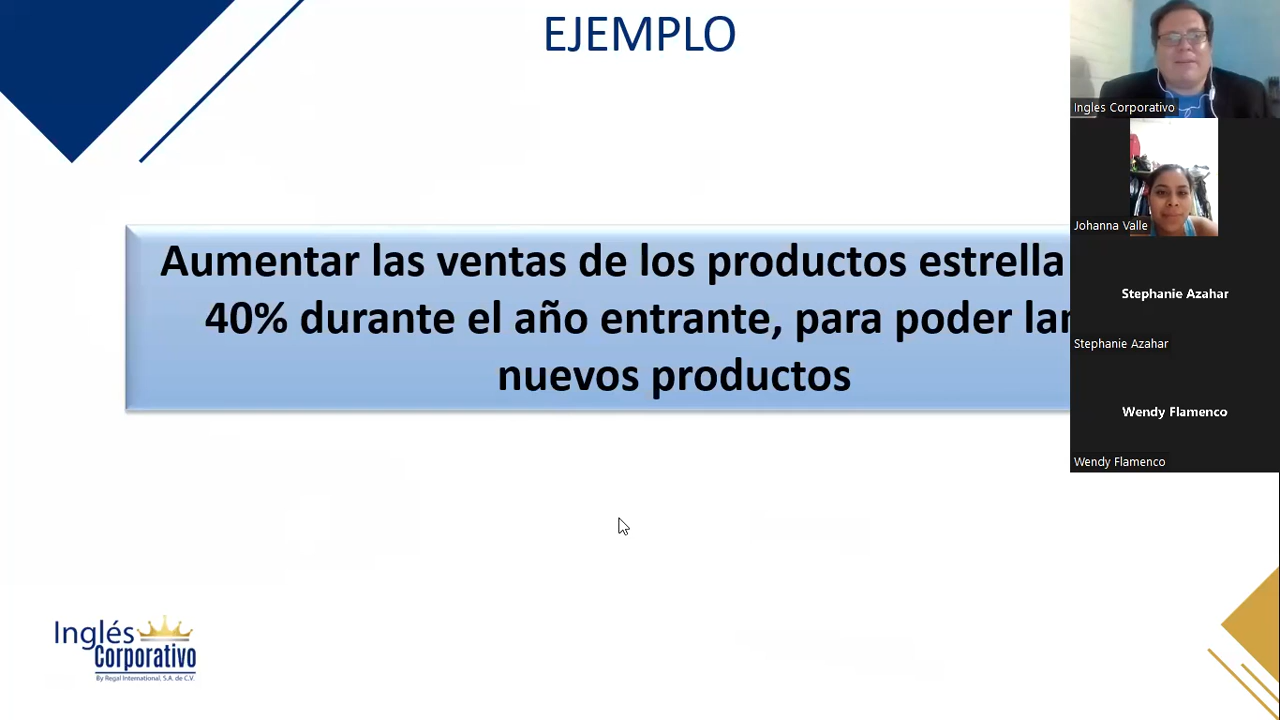 EJEMPLO
Aumentar las ventas de los productos estrella
40% durante el año entrante, para poder
nuevos productos
Ingles Corporativo
Johanna Valle
Stephanie Azahar
Stephanie Azahar
Wendy Flamenco
Wendy Flamenco
Inglés
Corporativo
By Regal International, S.A. de C.V.